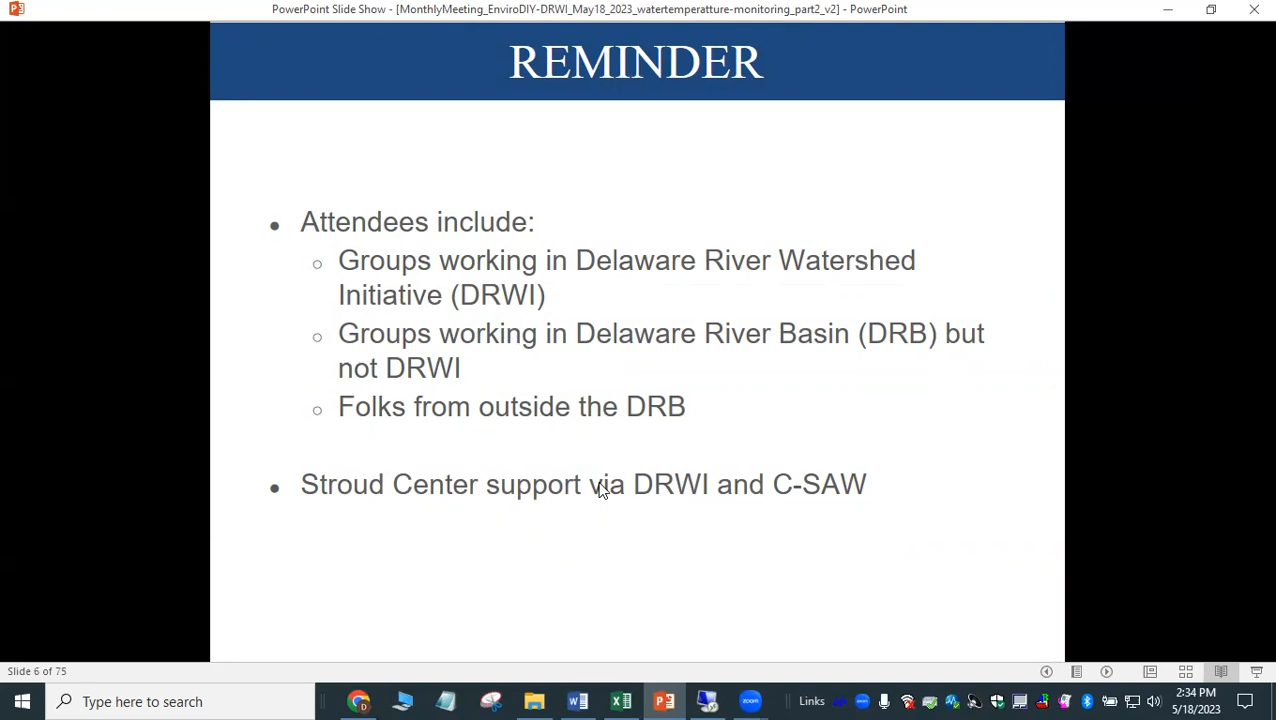 PowerPoint Slide Show - [MonthlyMeeting_EnviroDIY-DRWI_May18_2023_watertemperatture-monitoring_part2_v2] - PowerPoint
REMINDER
• Attendees include:
○ Groups working in Delaware River Watershed
Initiative (DRWI)
○ Groups working in Delaware River Basin (DRB) but
not DRWI
○ Folks from outside the DRB
• Stroud Center support via DRWI and C-SAW
Slide 6 of 75
Type here to search
Links
2:34 PM
5/18/2023